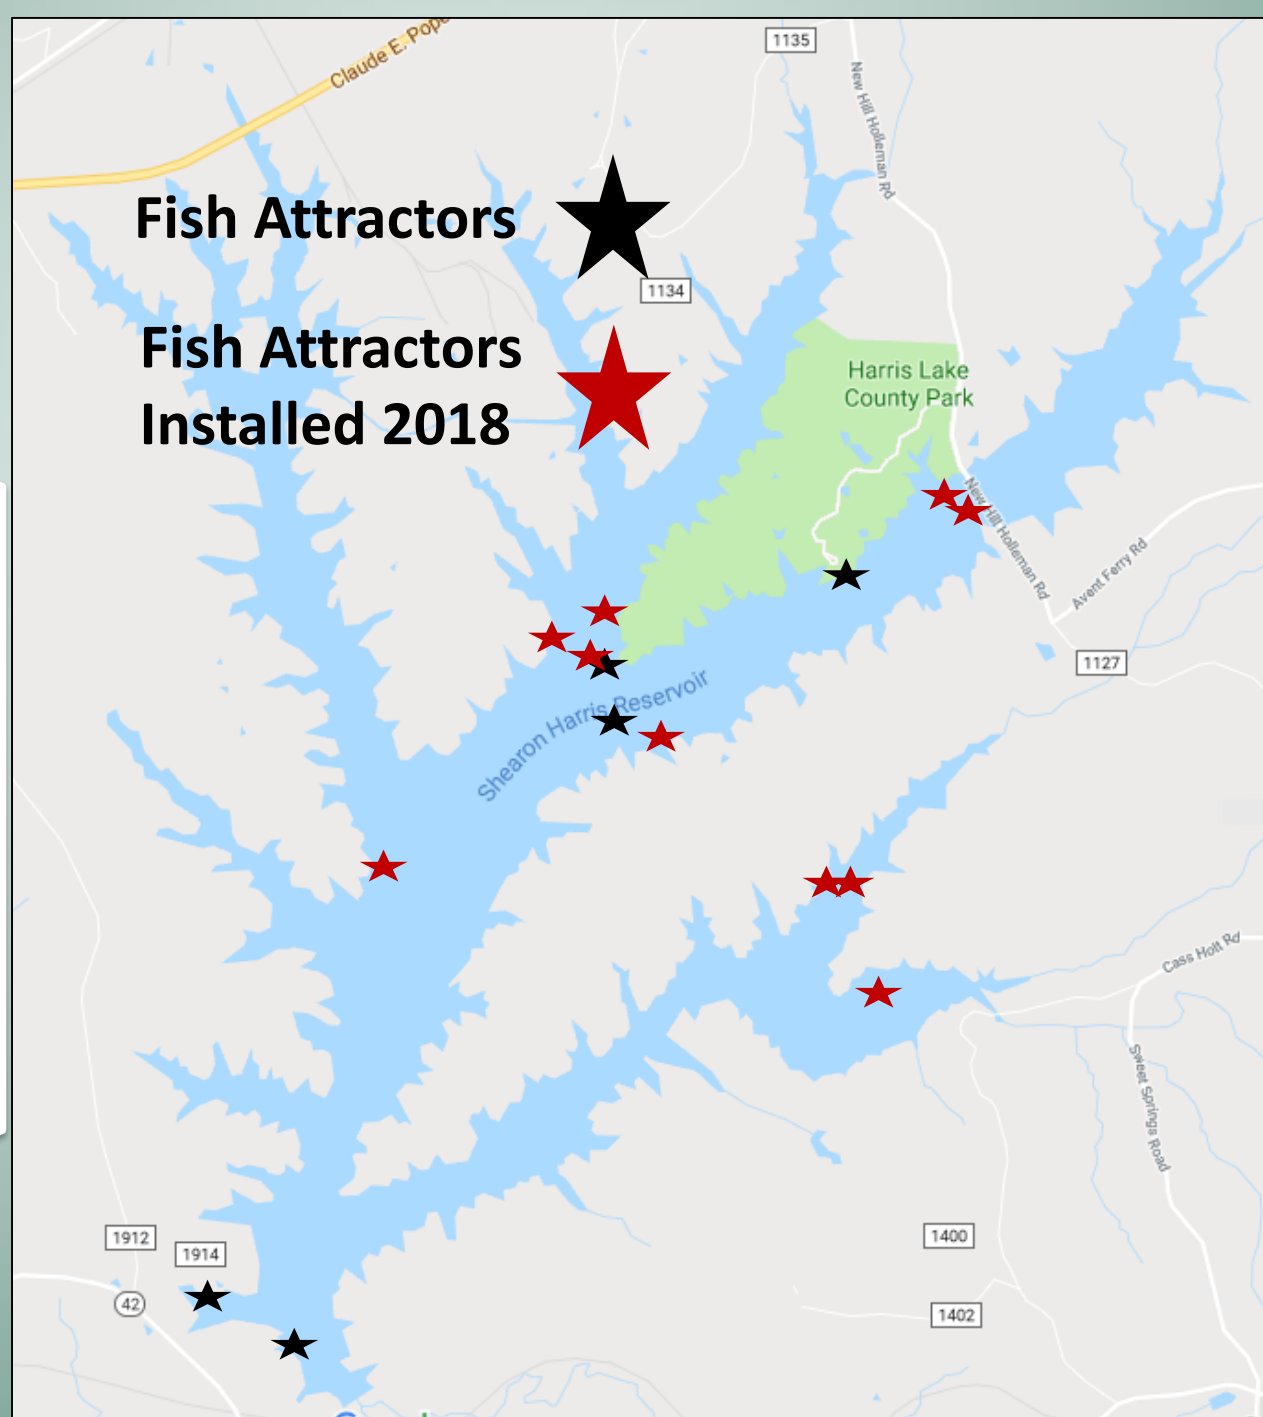 Claude E. Pope
1135
New Hill Holleman Rd
Fish Attractors
1134
Fish Attractors
Installed 2018
Harris Lake
County Park
New Hill Holleman Rd
Avent Ferry Rd
1127
Shearon Harris Reservoir
Cass Holt Rd
Sweet Springs Road
1912
1914
1400
42
1402